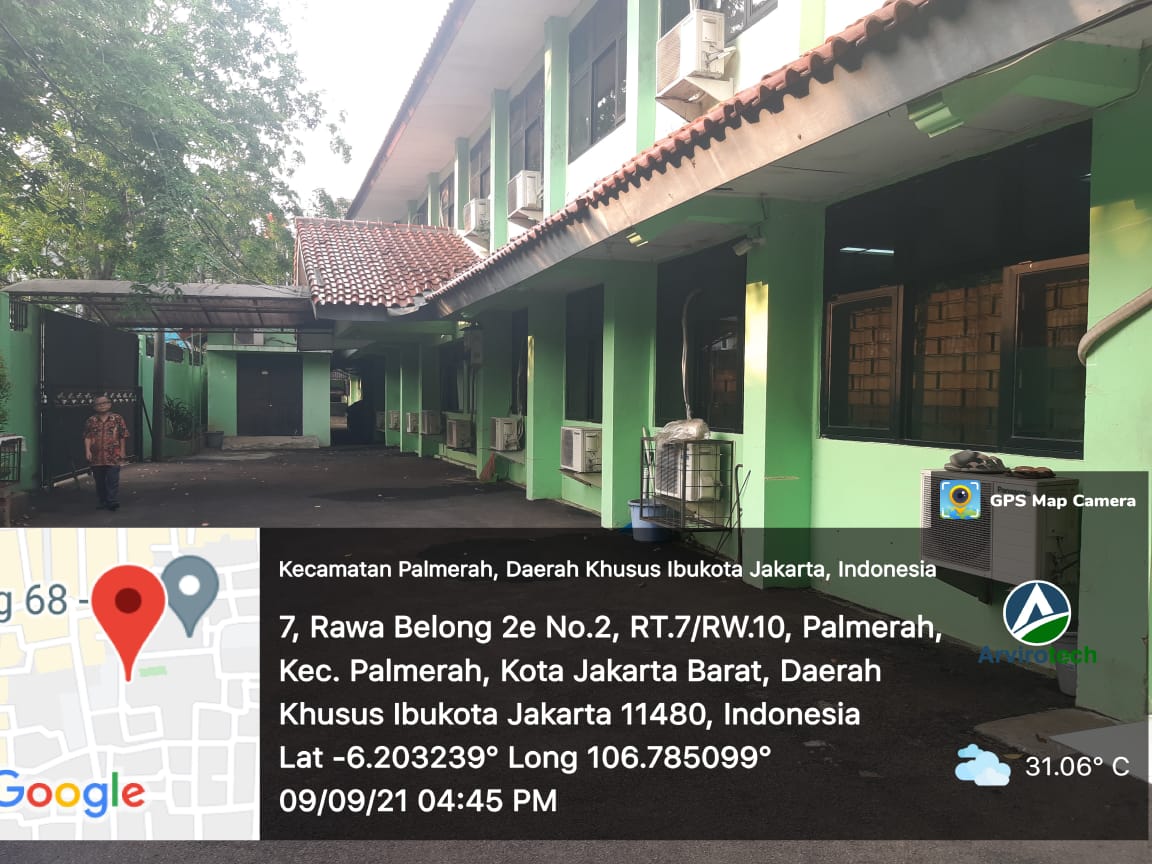 GPS Map Camera
Kecamatan Palmerah, Daerah Khusus Ibukota Jakarta, Indonesia
7, Rawa Belong 2e No.2, RT.7/RW.10, Palmerah,
Kec. Palmerah, Kota Jakarta Barat, Daerah
Khusus Ibukota Jakarta 11480, Indonesia
Lat -6.203239° Long 106.785099°
09/09/21 04:45 PM
g 68 -
Google
Arvirotech
31.06° C